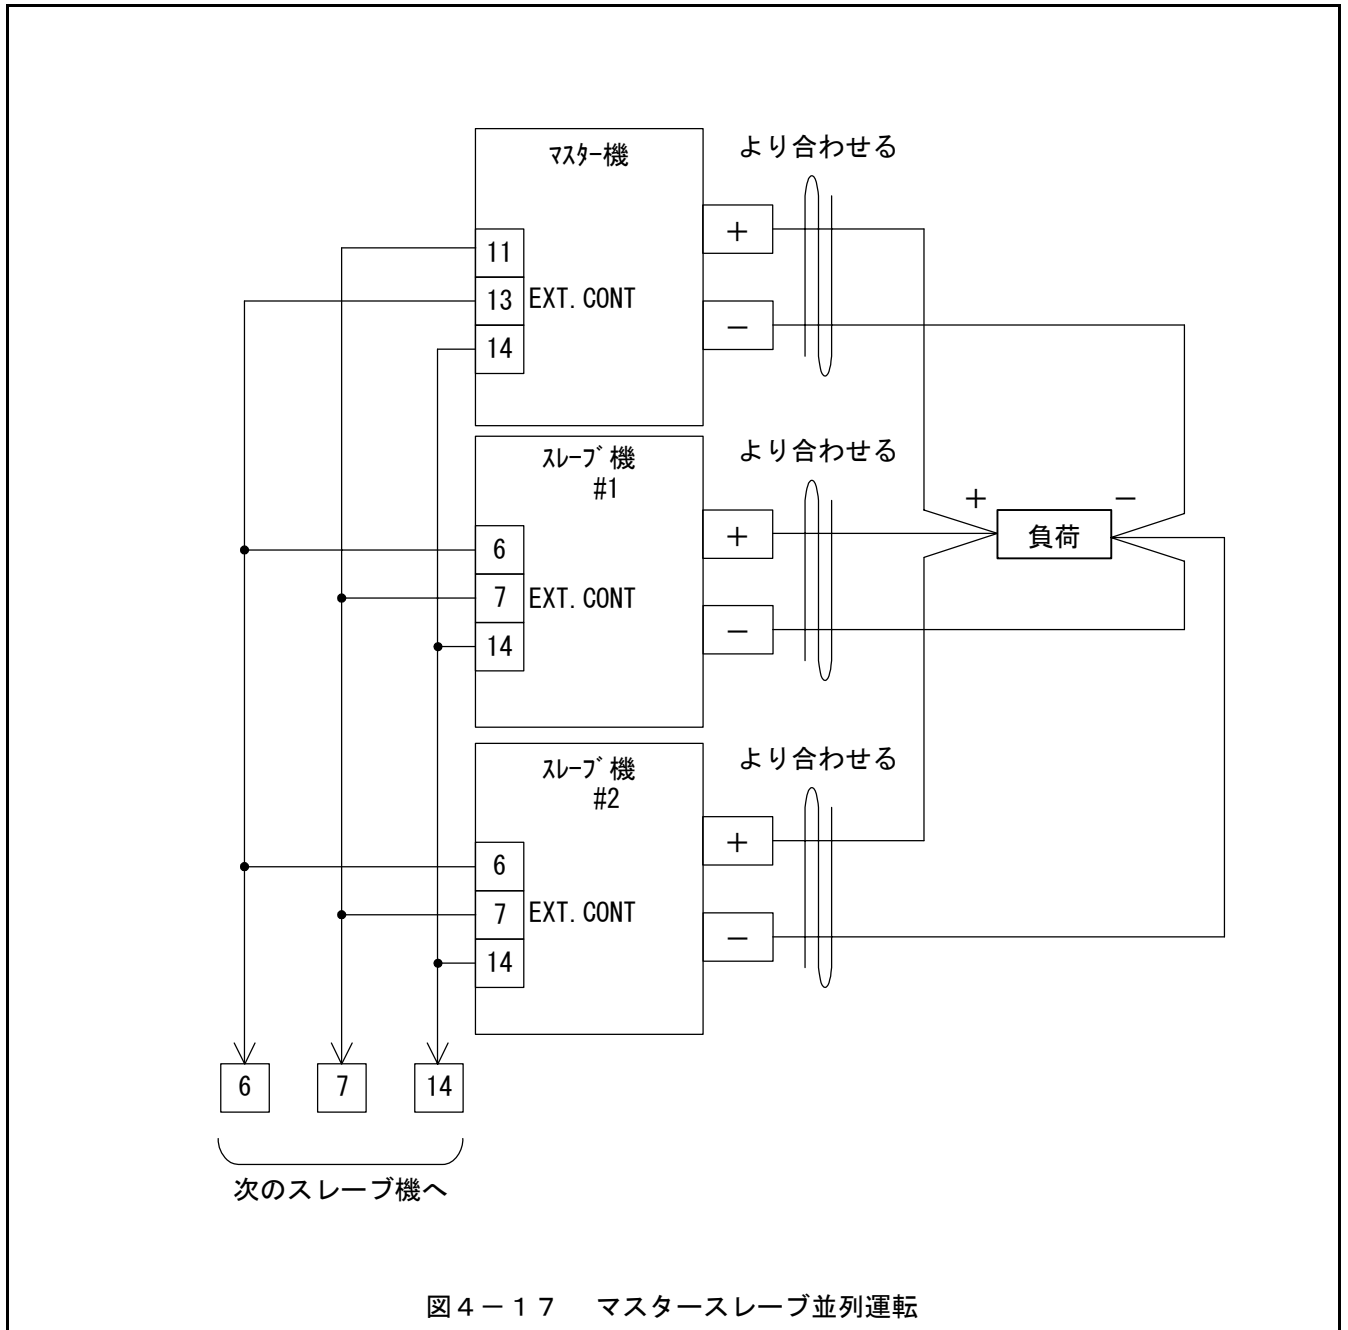 マスター機
より合わせる
+
11
13 EXT. CONT
−
14
スレーブ機
#1
より合わせる
+ −
負荷
+
6
7 EXT. CONT
−
14
スレーブ機
#2
より合わせる
+
6
7 EXT. CONT
−
14
6 7 14
次のスレーブ機へ
図4-17 マスタースレーブ並列運転